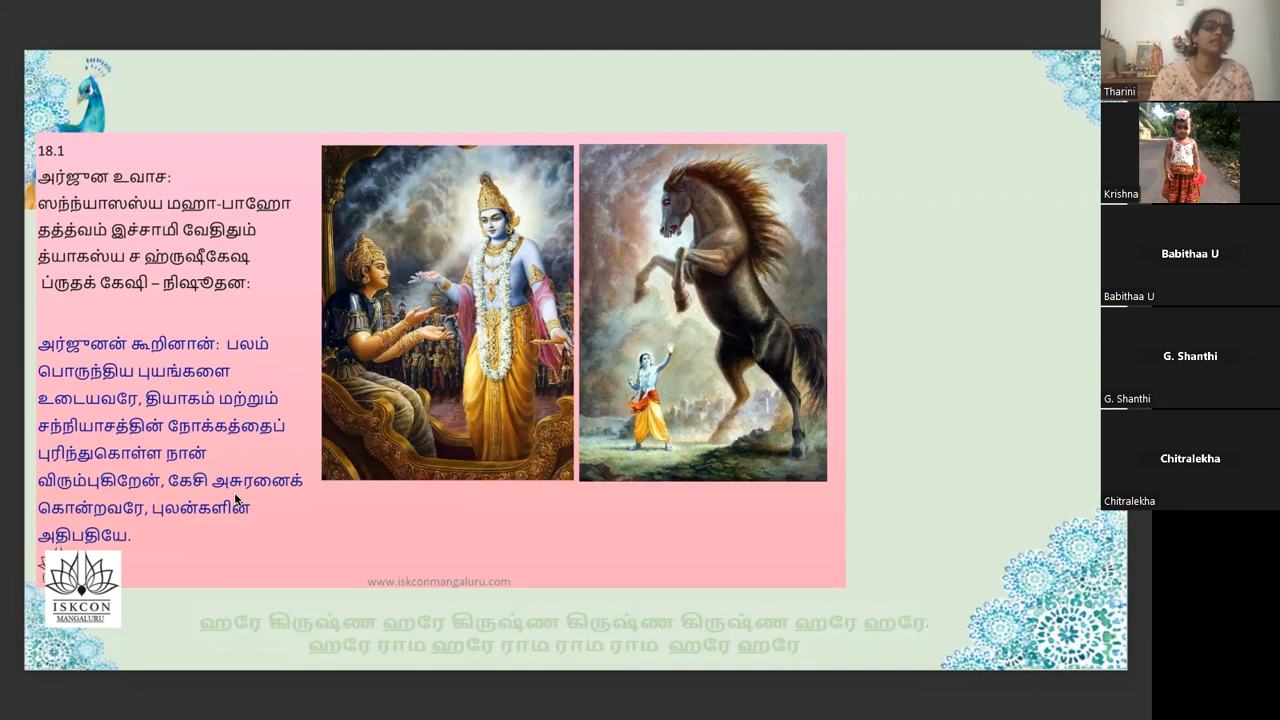 18.1
அர்ஜுன உவாச:
ஸந்ந்யாஸஸ்ய மஹா-பாஹோ
தத்த்வம் இச்சாமி வேதிதும்
த்யாகஸ்ய ச ஹ்ருஷீகேஷ
ப்ருதக் கேஷி – நிஷூதன:
அர்ஜுனன் கூறினான்: பலம்
பொருந்திய புயங்களை
உடையவரே, தியாகம் மற்றும்
சந்நியாசத்தின் நோக்கத்தைப்
புரிந்துகொள்ள நான்
விரும்புகிறேன், கேசி அசுரனைக்
கொன்றவரே, புலன்களின்
அதிபதியே.
ISKCON
MANGALURU
www.iskconmangaluru.com
ஹரே கிருஷ்ண ஹரே கிருஷ்ண கிருஷ்ண கிருஷ்ண ஹரே ஹரே.
ஹரே ராம ஹரே ராம ராம ராம ஹரே ஹரே
Tharini
Krishna
Babithaa U
Babithaa U
G. Shanthi
G. Shanthi
Chitralekha
Chitralekha